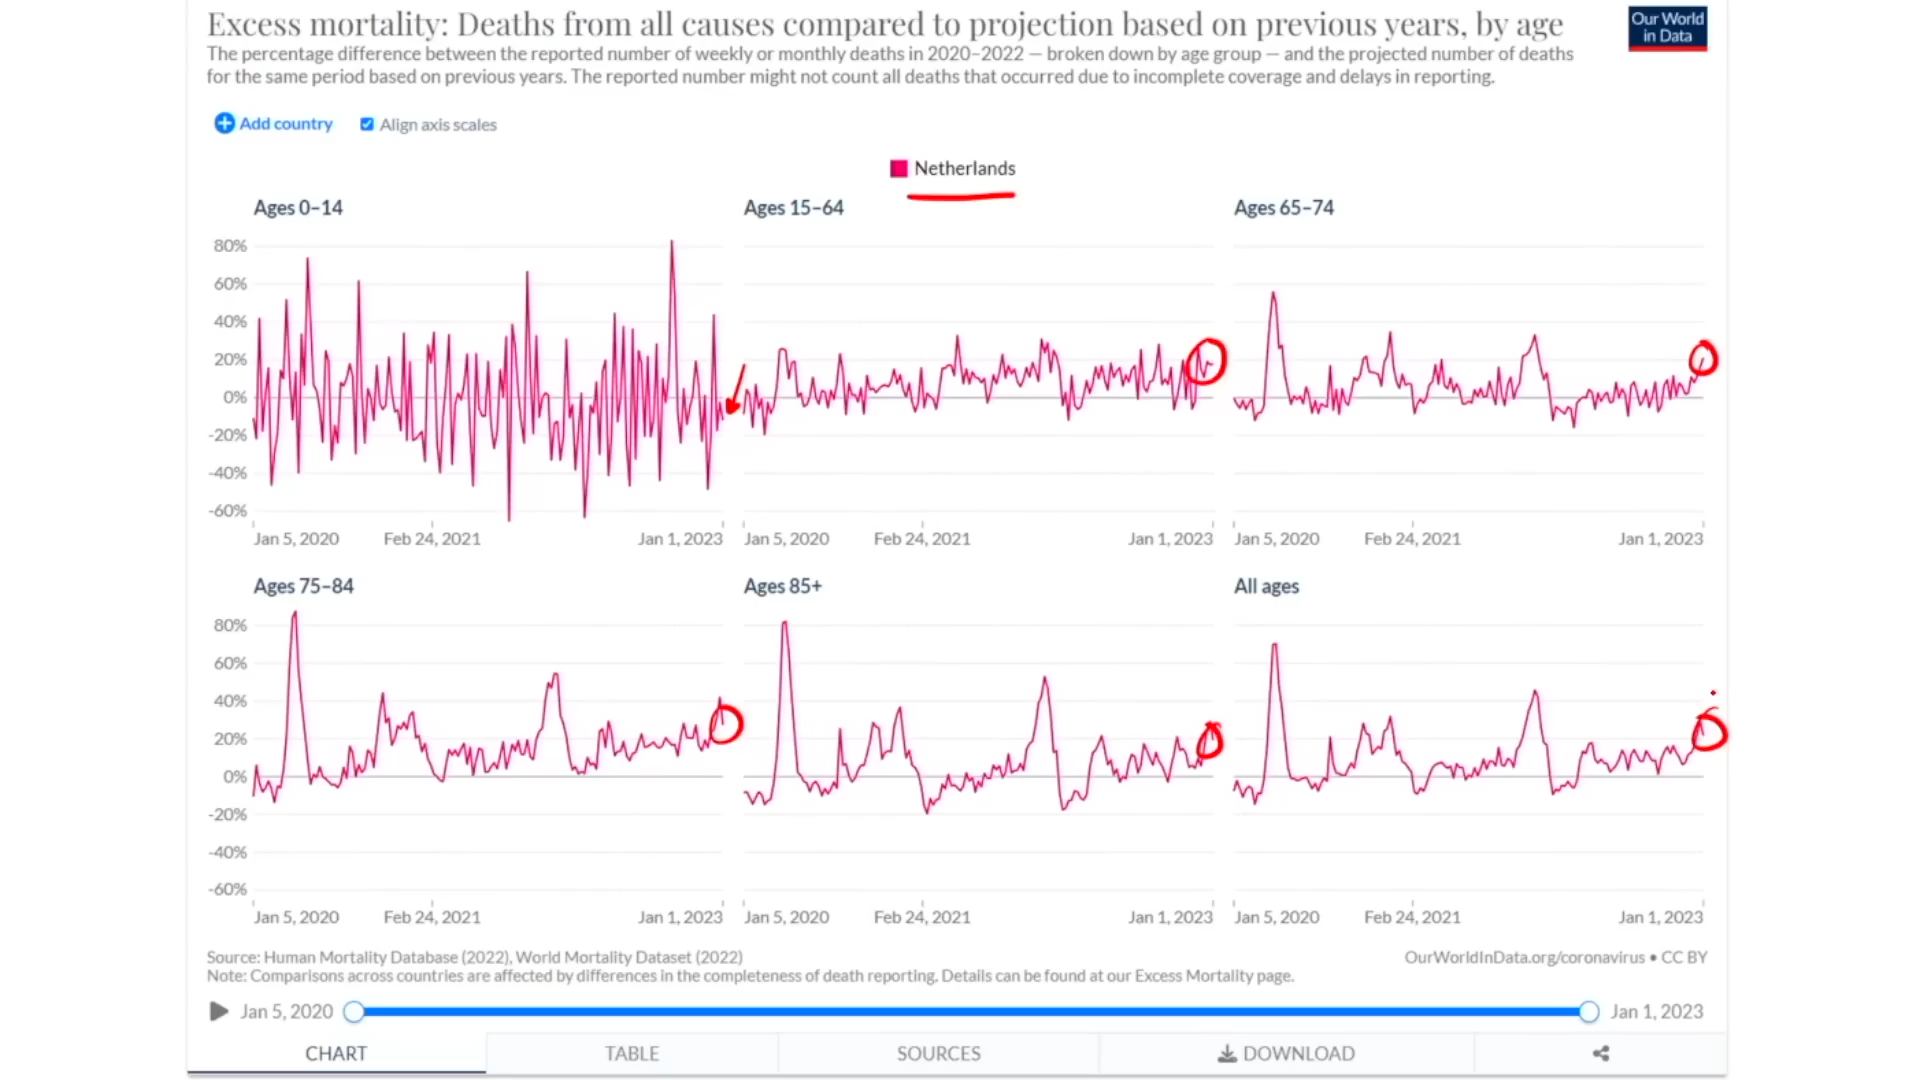 Excess mortality: Deaths from all causes compared to projection based on previous years, by age
Our World
in Data
The percentage difference between the reported number of weekly or monthly deaths in 2020–2022 — broken down by age group — and the projected number of deaths
for the same period based on previous years. The reported number might not count all deaths that occurred due to incomplete coverage and delays in reporting.
Add country
Align axis scales
Netherlands
Ages 0–14
Ages 15–64
Ages 65–74
80%
60%
40%
20%
0%
-20%
-40%
-60%
Jan 5, 2020 Feb 24, 2021 Jan 1, 2023
Jan 5, 2020 Feb 24, 2021 Jan 1, 2023
Jan 5, 2020 Feb 24, 2021 Jan 1, 2023
Ages 75–84
Ages 85+
All ages
80%
60%
40%
20%
0%
-20%
-40%
-60%
Jan 5, 2020 Feb 24, 2021 Jan 1, 2023
Jan 5, 2020 Feb 24, 2021 Jan 1, 2023
Jan 5, 2020 Feb 24, 2021 Jan 1, 2023
Source: Human Mortality Database (2022), World Mortality Dataset (2022)
OurWorldInData.org/coronavirus • CC BY
Note: Comparisons across countries are affected by differences in the completeness of death reporting. Details can be found at our Excess Mortality page.
Jan 5, 2020
Jan 1, 2023
CHART
TABLE
SOURCES
DOWNLOAD